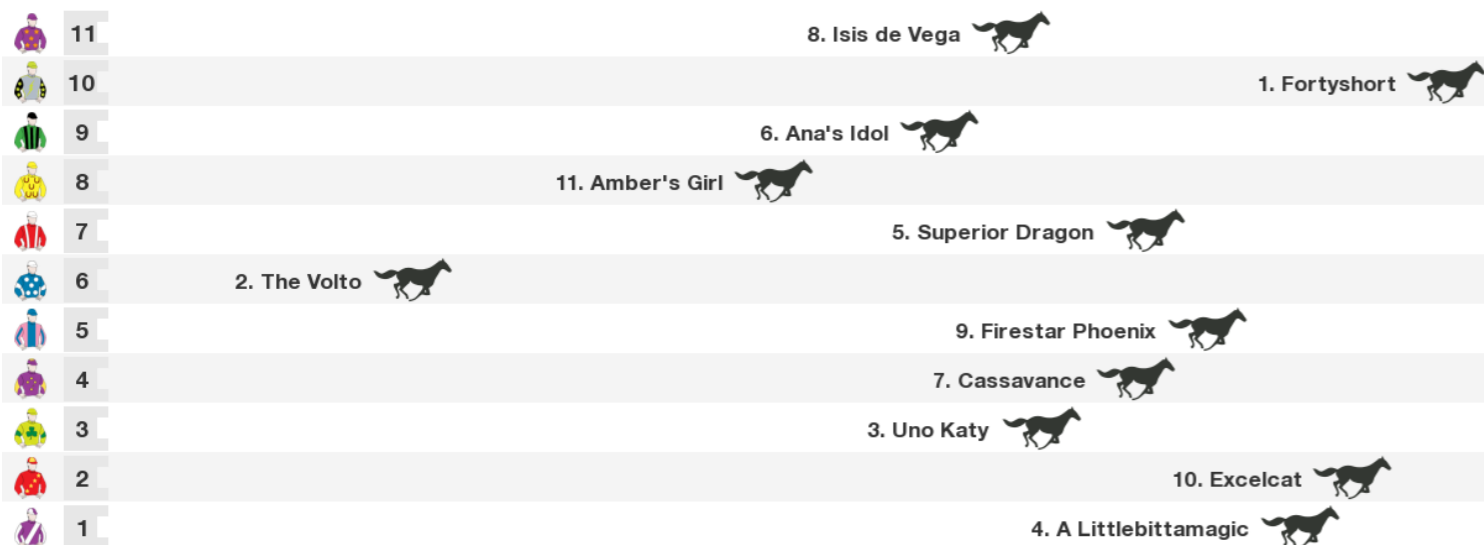 11 8. Isis de Vega
10 1. Fortyshort
9 6. Ana's Idol
8 11. Amber's Girl
7 5. Superior Dragon
6 2. The Volto
5 9. Firestar Phoenix
4 7. Cassavance
3 3. Uno Katy
2 10. Excelcat
1 4. A Littlebittamagic